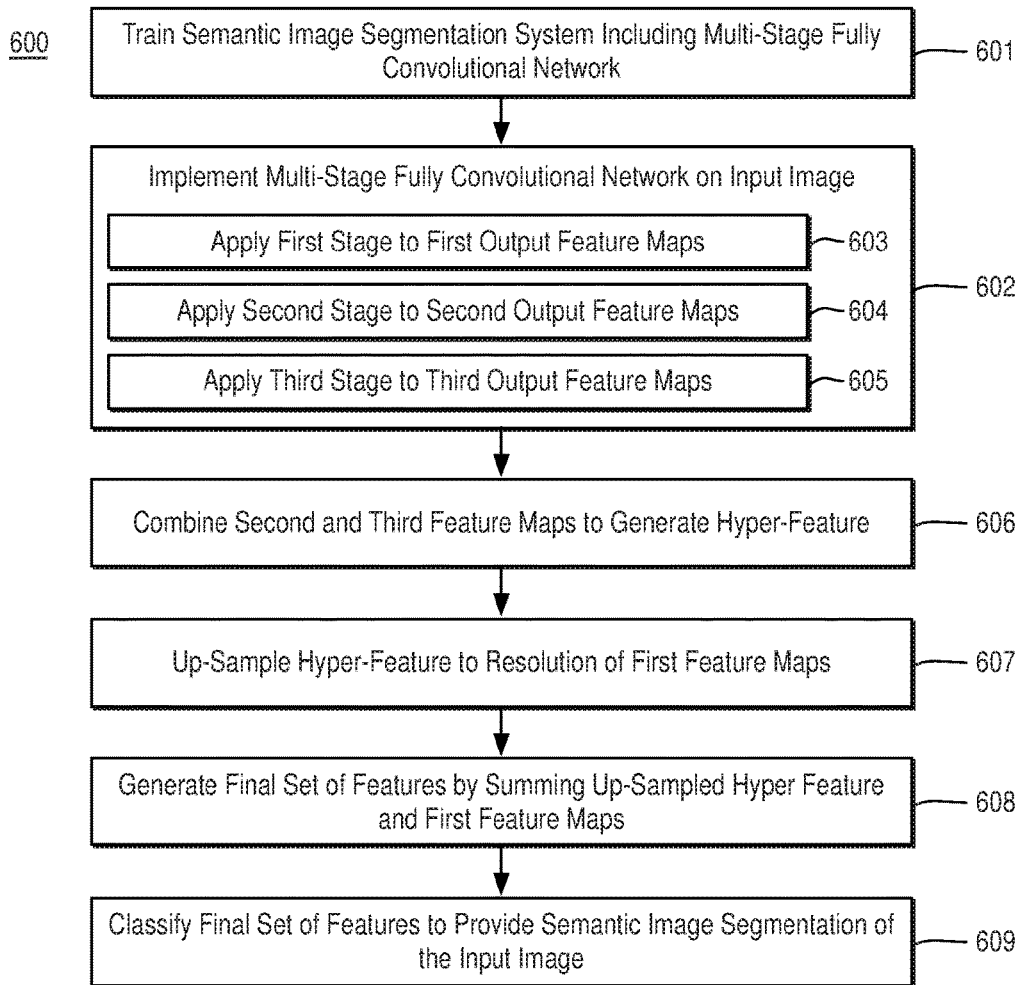 600
Train Semantic Image Segmentation System Including Multi-Stage Fully
Convolutional Network
601
Implement Multi-Stage Fully Convolutional Network on Input Image
Apply First Stage to First Output Feature Maps
603
602
Apply Second Stage to Second Output Feature Maps
604
Apply Third Stage to Third Output Feature Maps
605
Combine Second and Third Feature Maps to Generate Hyper-Feature
606
Up-Sample Hyper-Feature to Resolution of First Feature Maps
607
Generate Final Set of Features by Summing Up-Sampled Hyper Feature
and First Feature Maps
608
Classify Final Set of Features to Provide Semantic Image Segmentation of
the Input Image
609